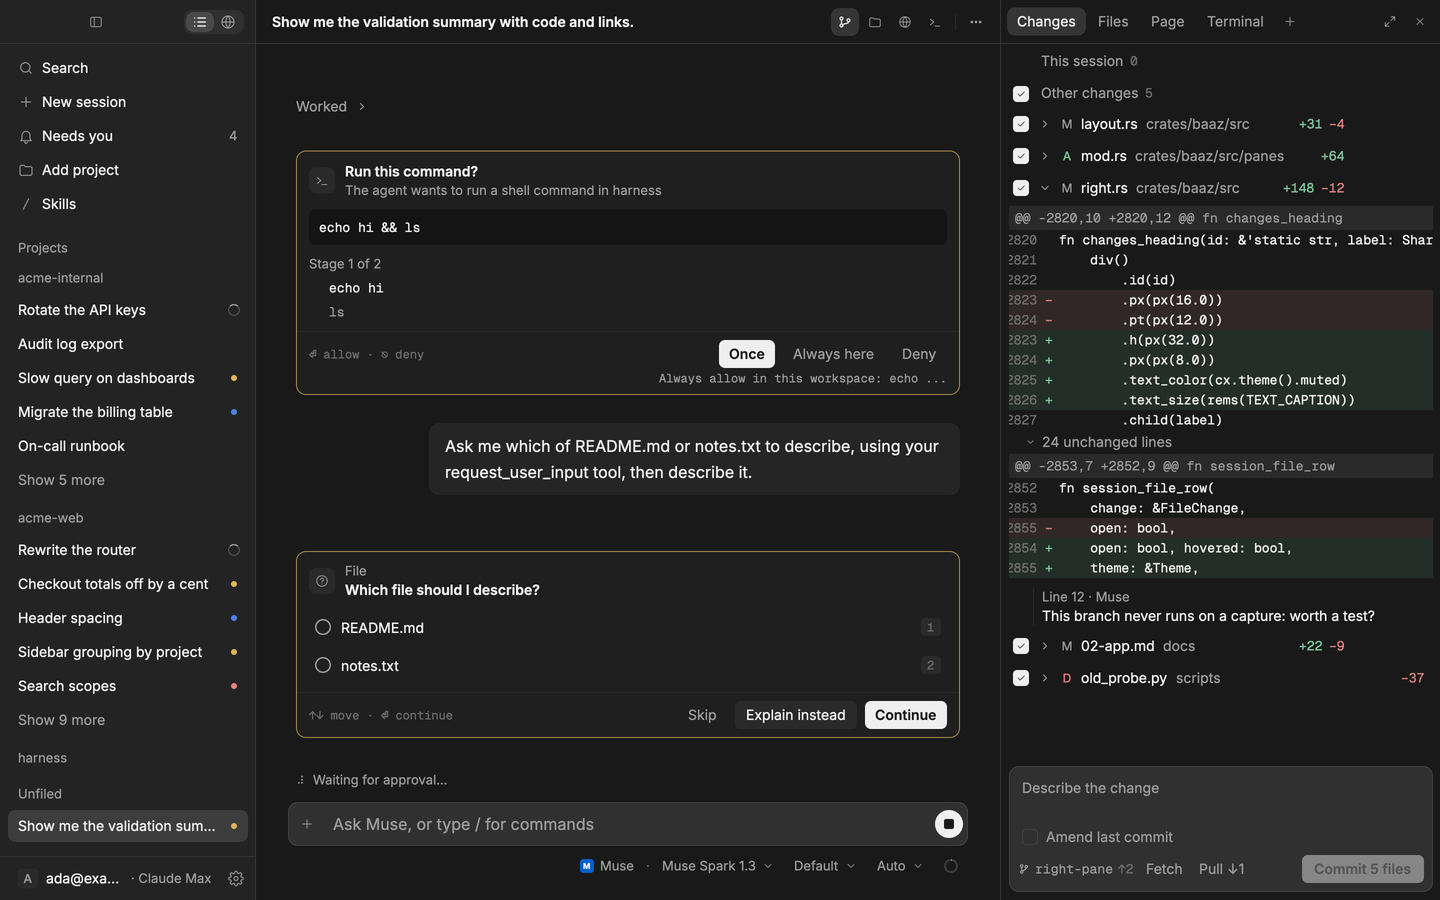 Search
New session
Needs you 4
Add project
Skills
Projects
acme-internal
Rotate the API keys
Audit log export
Slow query on dashboards
Migrate the billing table
On-call runbook
Show 5 more
acme-web
Rewrite the router
Checkout totals off by a cent
Header spacing
Sidebar grouping by project
Search scopes
Show 9 more
harness
Unfiled
Show me the validation sum...
A ada@exa... · Claude Max
Show me the validation summary with code and links.
Worked
Run this command?
The agent wants to run a shell command in harness
echo hi && ls
Stage 1 of 2
echo hi
ls
allow · deny
Once Always here Deny
Always allow in this workspace: echo ...
Ask me which of README.md or notes.txt to describe, using your
request_user_input tool, then describe it.
File
Which file should I describe?
README.md 1
notes.txt 2
↑↓ move · continue
Skip Explain instead Continue
Waiting for approval...
+ Ask Muse, or type / for commands
M Muse · Muse Spark 1.3 Default Auto
Changes Files Page Terminal +
This session 0
Other changes 5
M layout.rs crates/baaz/src +31 −4
A mod.rs crates/baaz/src/panes +64
M right.rs crates/baaz/src +148 −12
@@ -2820,10 +2820,12 @@ fn changes_heading
2820 fn changes_heading(id: &'static str, label: Shar
2821 div()
2822 .id(id)
2823 − .px(px(16.0))
2824 − .pt(px(12.0))
2823 + .h(px(32.0))
2824 + .px(px(8.0))
2825 + .text_color(cx.theme().muted)
2826 + .text_size(rems(TEXT_CAPTION))
2827 .child(label)
24 unchanged lines
@@ -2853,7 +2852,9 @@ fn session_file_row
2852 fn session_file_row(
2853 change: &FileChange,
2855 − open: bool,
2854 + open: bool, hovered: bool,
2855 + theme: &Theme,
Line 12 · Muse
This branch never runs on a capture: worth a test?
M 02-app.md docs +22 −9
D old_probe.py scripts −37
Describe the change
Amend last commit
right-pane ↑2 Fetch Pull ↓1 Commit 5 files